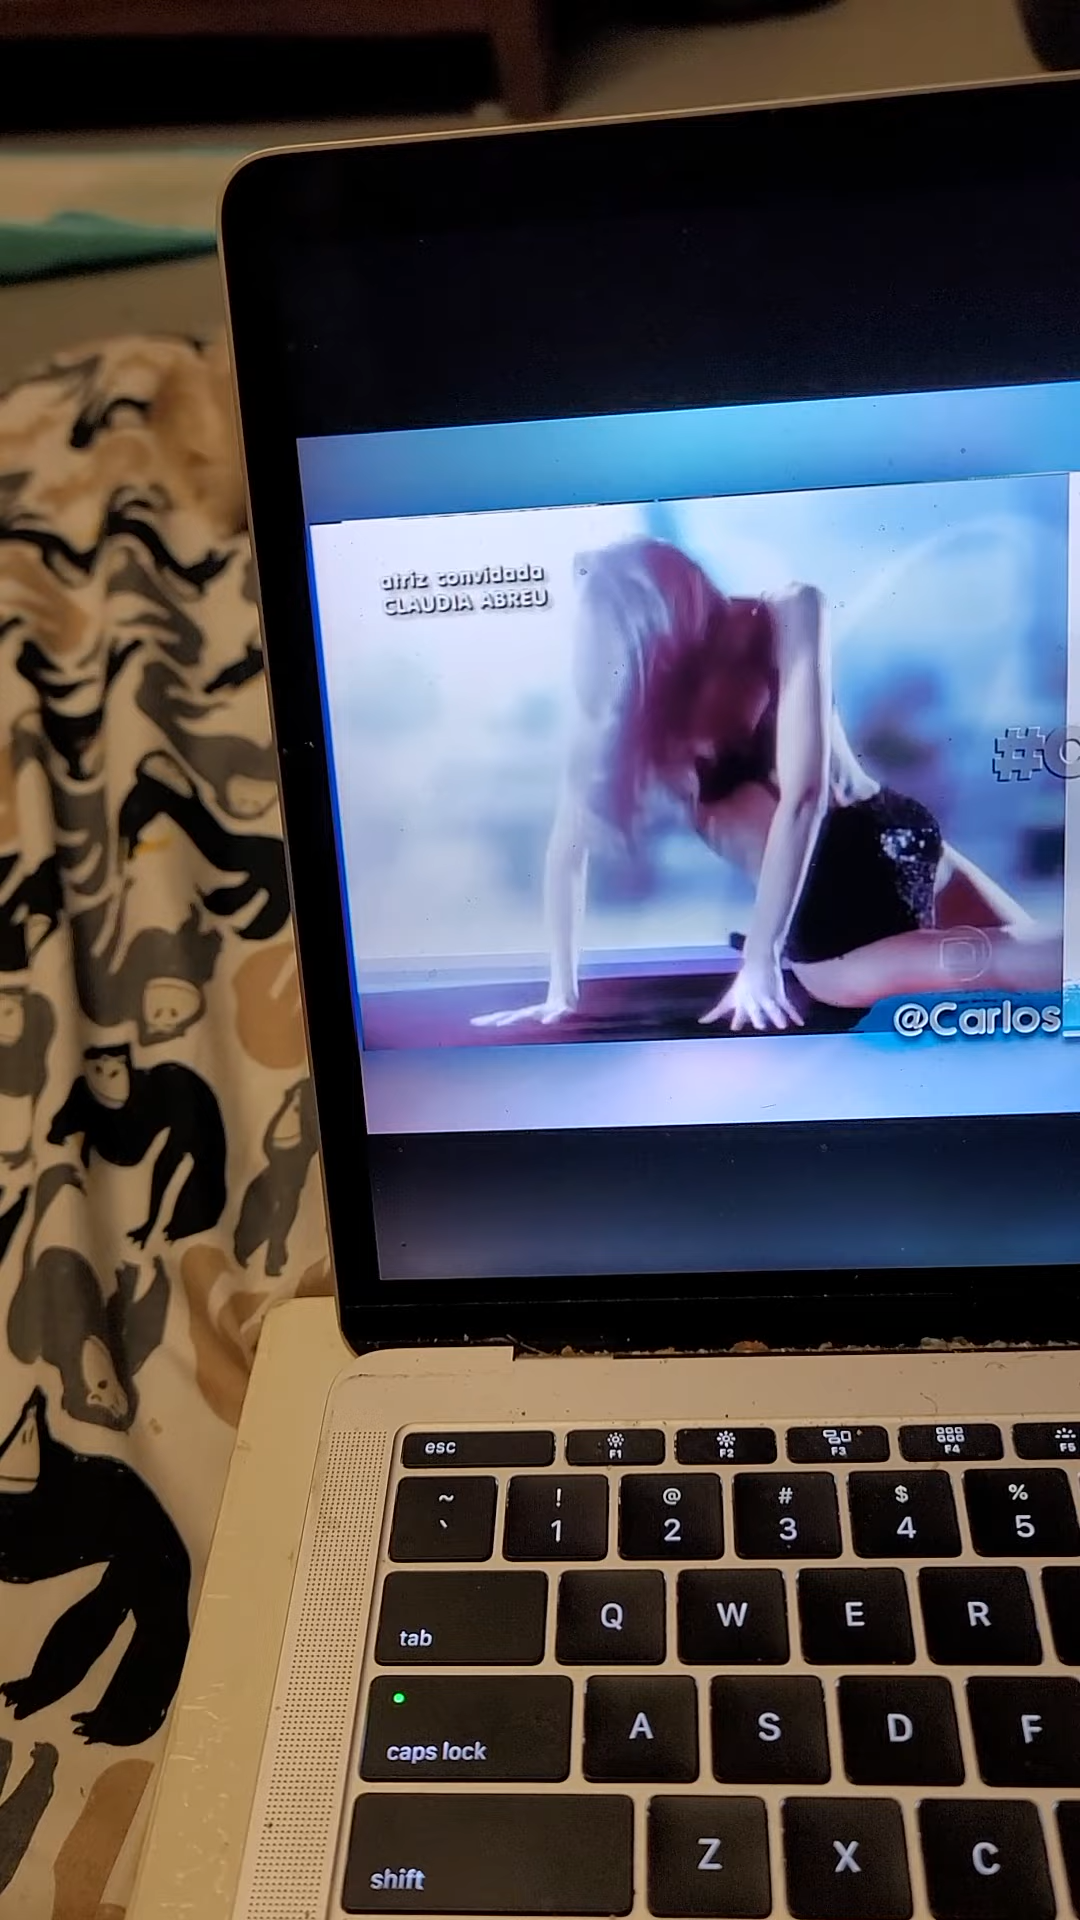 atriz convidada
CLAUDIA ABREU
@Carlos
esc
F1
F2
F3
F4
F5
~
`
!
1
@
2
#
3
$
4
%
5
tab
Q
W
E
R
caps lock
A
S
D
F
shift
Z
X
C